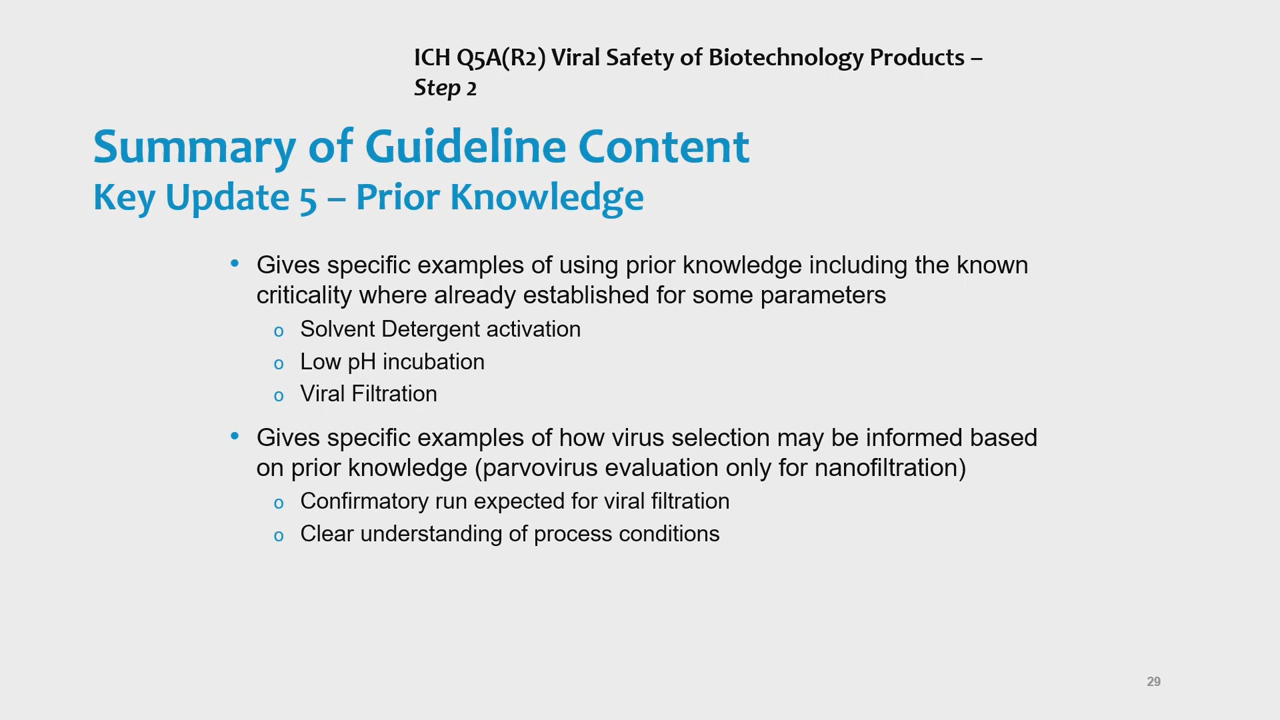 ICH Q5A(R2) Viral Safety of Biotechnology Products –
Step 2
Summary of Guideline Content
Key Update 5 – Prior Knowledge
• Gives specific examples of using prior knowledge including the known
criticality where already established for some parameters
o Solvent Detergent activation
o Low pH incubation
o Viral Filtration
• Gives specific examples of how virus selection may be informed based
on prior knowledge (parvovirus evaluation only for nanofiltration)
o Confirmatory run expected for viral filtration
o Clear understanding of process conditions
29